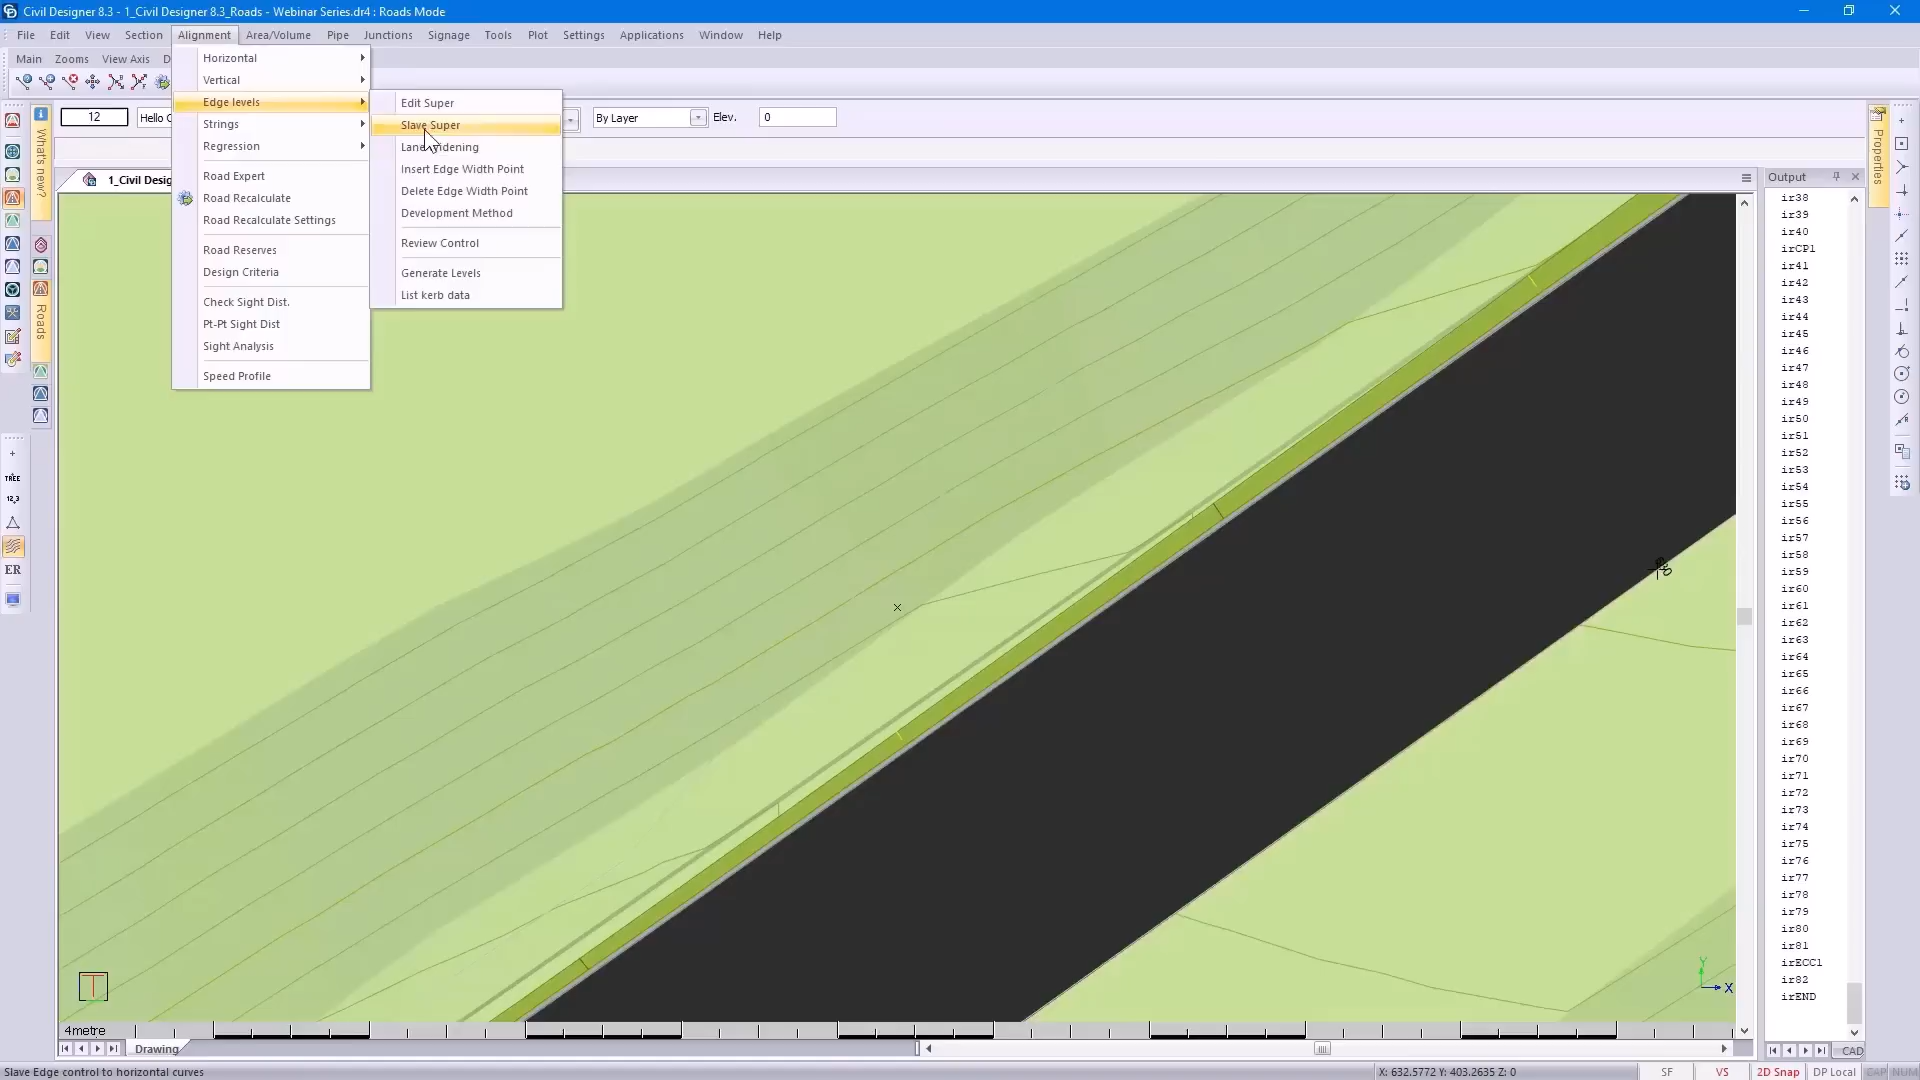 Civil Designer 8.3 - 1_Civil Designer 8.3_Roads - Webinar Series.dr4 : Roads Mode
File Edit View Section Alignment Area/Volume Pipe Junctions Signage Tools Plot Settings Applications Window Help
Main Zooms View Axis D
12 Hello C By Layer Elev. 0
1_Civil Desig
What's new?
Roads
TREE
12,3
ER
Horizontal
Vertical
Edge levels
Strings
Regression
Road Expert
Road Recalculate
Road Recalculate Settings
Road Reserves
Design Criteria
Check Sight Dist.
Pt-Pt Sight Dist
Sight Analysis
Speed Profile
Edit Super
Slave Super
Lane Widening
Insert Edge Width Point
Delete Edge Width Point
Development Method
Review Control
Generate Levels
List kerb data
Output
Properties
ir38
ir39
ir40
irCP1
ir41
ir42
ir43
ir44
ir45
ir46
ir47
ir48
ir49
ir50
ir51
ir52
ir53
ir54
ir55
ir56
ir57
ir58
ir59
ir60
ir61
ir62
ir63
ir64
ir65
ir66
ir67
ir68
ir69
ir70
ir71
ir72
ir73
ir74
ir75
ir76
ir77
ir78
ir79
ir80
ir81
irECC1
ir82
irEND
Y
X
4metre
Drawing
CAD
Slave Edge control to horizontal curves
X: 632.5772 Y: 403.2635 Z: 0
SF VS 2D Snap DP Local CAP NUM